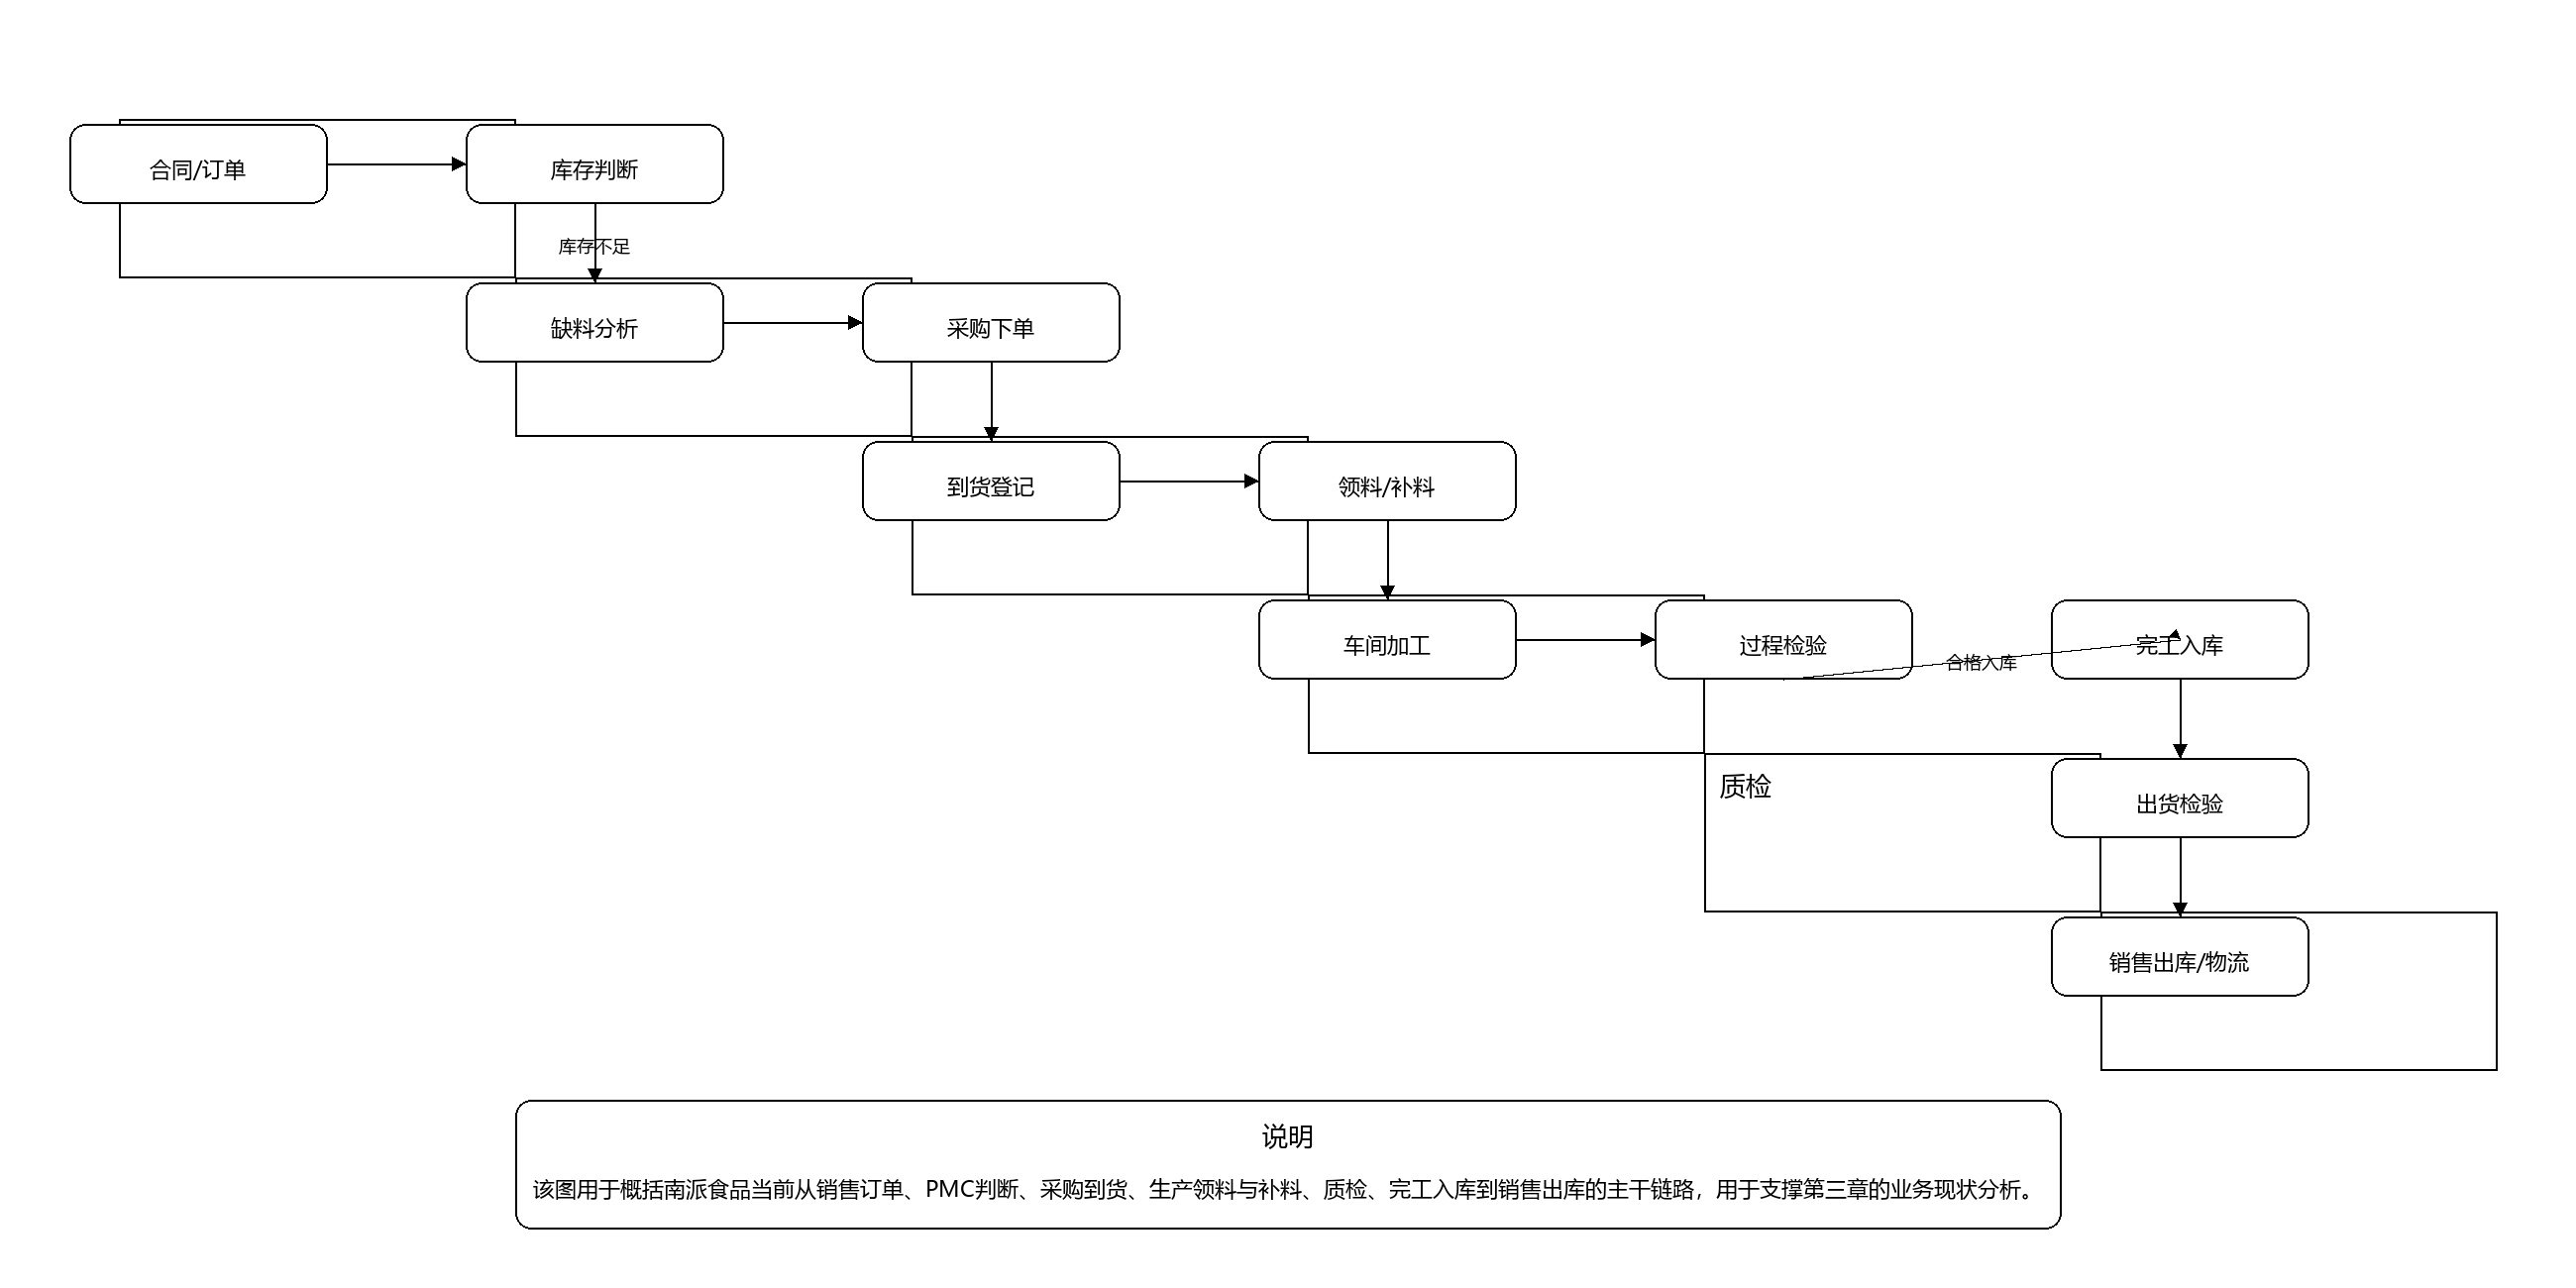 合同/订单
库存判断
库存不足
缺料分析
采购下单
到货登记
领料/补料
车间加工
过程检验
合格入库
完工入库
质检
出货检验
销售出库/物流
说明
该图用于概括南派食品当前从销售订单、PMC判断、采购到货、生产领料与补料、质检、完工入库到销售出库的主干链路，用于支撑第三章的业务现状分析。